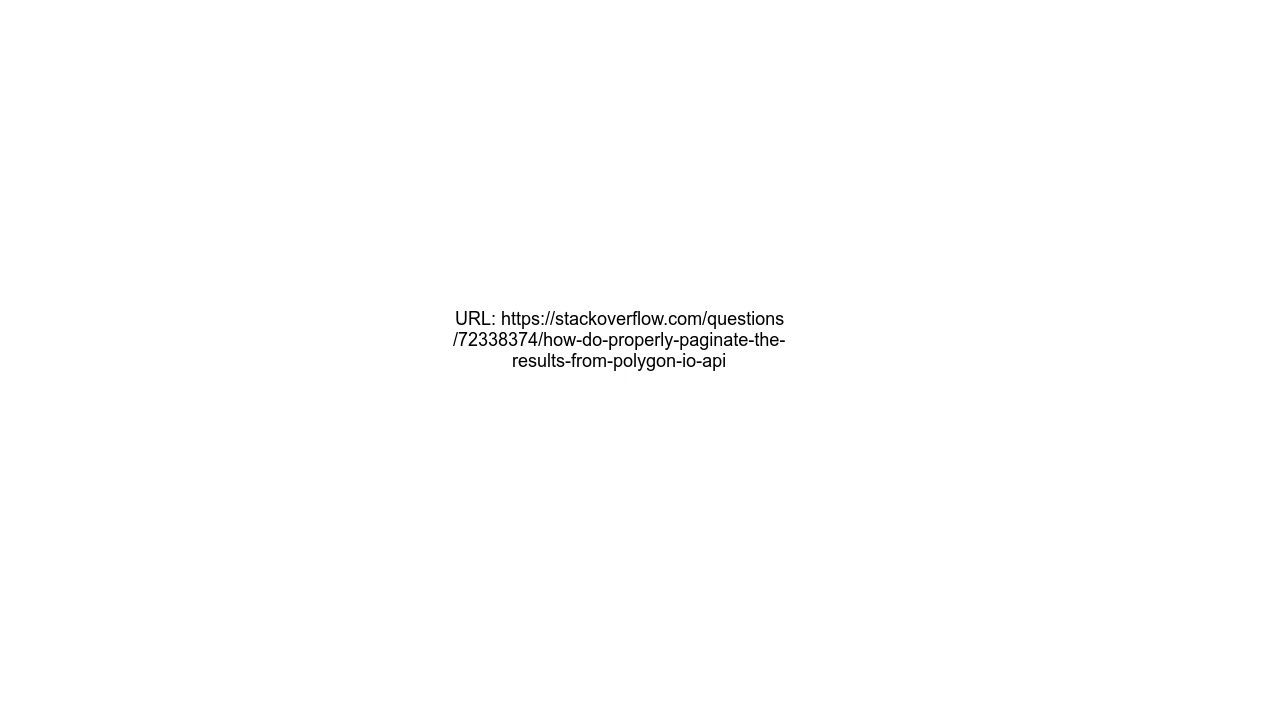 URL: https://stackoverflow.com/questions
/72338374/how-do-properly-paginate-the-
results-from-polygon-io-api